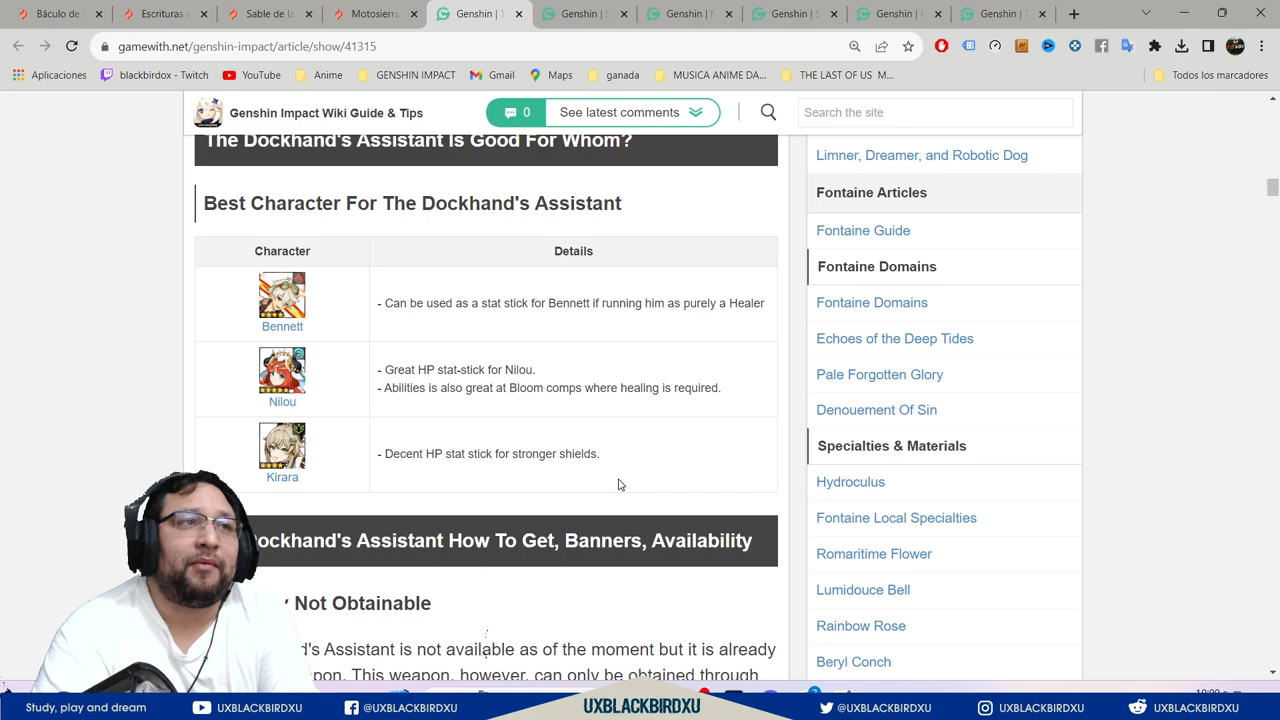 Báculo de
Escrituras c
Sable de la
Motosierra
Genshin | T
Genshin | S
Genshin | M
Genshin | S
Genshin |
Genshin | T
gamewith.net/genshin-impact/article/show/41315
Aplicaciones
blackbirdox - Twitch
YouTube
Anime
GENSHIN IMPACT
Gmail
Maps
ganada
MUSICA ANIME DA...
THE LAST OF US M...
Todos los marcadores
Genshin Impact Wiki Guide & Tips
0
See latest comments
Search the site
The Dockhand's Assistant Is Good For Whom?
Best Character For The Dockhand's Assistant
Character
Details
Bennett
- Can be used as a stat stick for Bennett if running him as purely a Healer
Nilou
- Great HP stat-stick for Nilou.
- Abilities is also great at Bloom comps where healing is required.
Kirara
- Decent HP stat stick for stronger shields.
ockhand's Assistant How To Get, Banners, Availability
Not Obtainable
d's Assistant is not available as of the moment but it is already
pon. This weapon, however, can only be obtained through
Limner, Dreamer, and Robotic Dog
Fontaine Articles
Fontaine Guide
Fontaine Domains
Fontaine Domains
Echoes of the Deep Tides
Pale Forgotten Glory
Denouement Of Sin
Specialties & Materials
Hydroculus
Fontaine Local Specialties
Romaritime Flower
Lumidouce Bell
Rainbow Rose
Beryl Conch
Study, play and dream
UXBLACKBIRDXU
@UXBLACKBIRDXU
UXBLACKBIRDXU
@UXBLACKBIRDXU
UXBLACKBIRDXU
UXBLACKBIRDXU